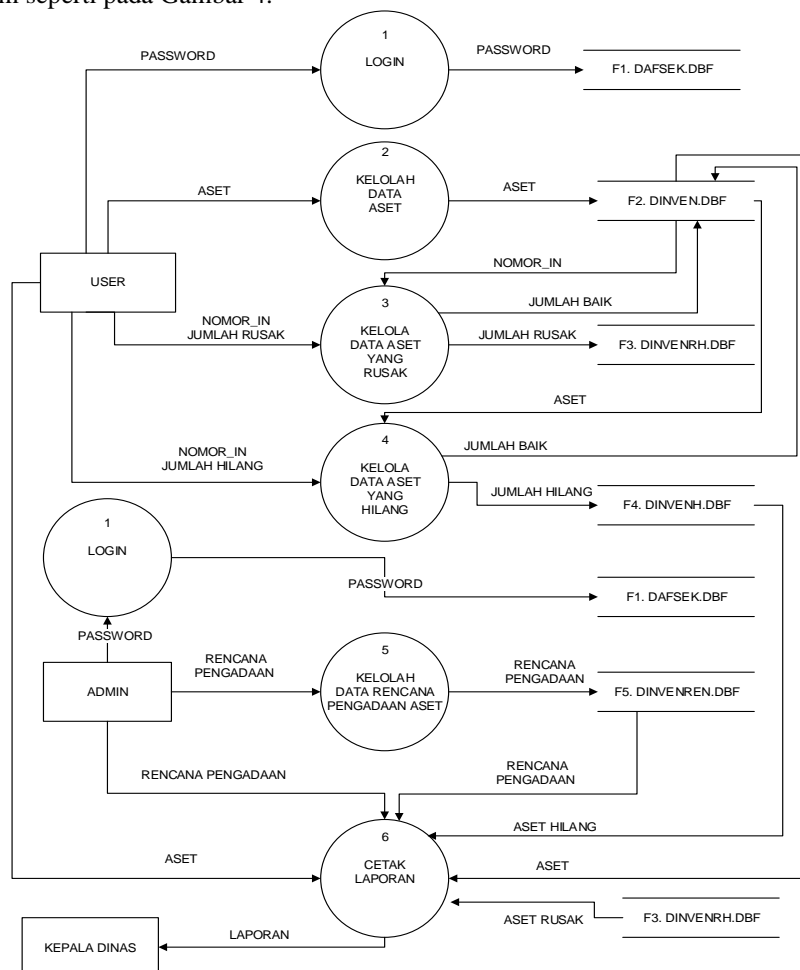 seperti pada Gambar 4.
1
LOGIN
PASSWORD
PASSWORD
F1. DAFSEK.DBF
2
KELOLAH
DATA
ASET
ASET
ASET
F2. DINVEN.DBF
USER
NOMOR_IN
JUMLAH BAIK
3
KELOLA
DATA ASET
YANG
RUSAK
NOMOR_IN
JUMLAH RUSAK
JUMLAH RUSAK
F3. DINVENRH.DBF
ASET
4
KELOLA
DATA ASET
YANG
HILANG
NOMOR_IN
JUMLAH HILANG
JUMLAH BAIK
JUMLAH HILANG
F4. DINVENH.DBF
1
LOGIN
PASSWORD
F1. DAFSEK.DBF
PASSWORD
ADMIN
RENCANA
PENGADAAN
5
KELOLAH
DATA RENCANA
PENGADAAN ASET
RENCANA
PENGADAAN
F5. DINVENREN.DBF
RENCANA PENGADAAN
RENCANA
PENGADAAN
ASET HILANG
6
CETAK
LAPORAN
ASET
ASET
ASET RUSAK
F3. DINVENRH.DBF
LAPORAN
KEPALA DINAS